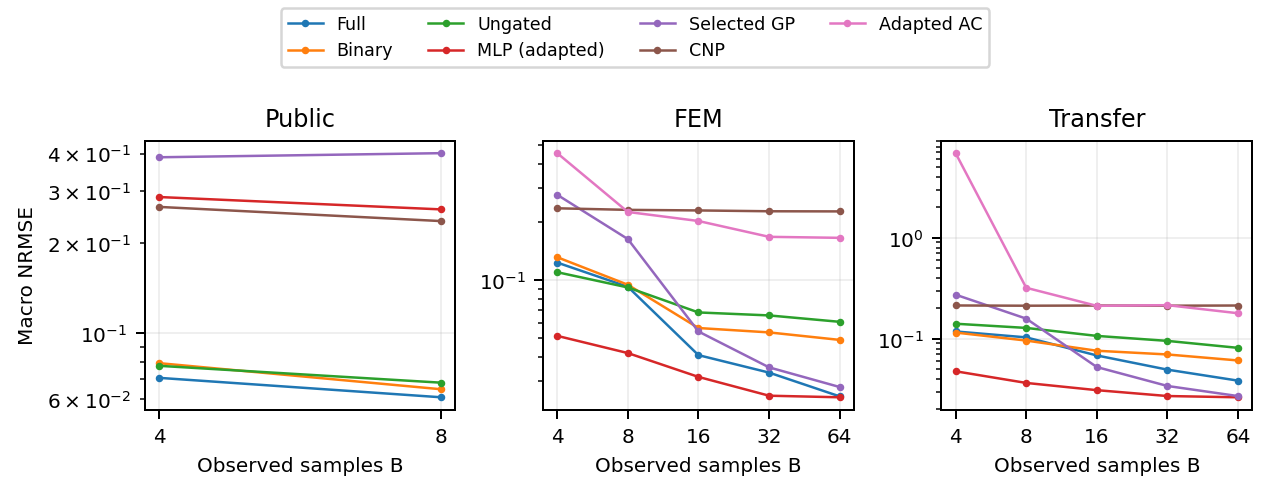 Full Ungated Selected GP Adapted AC
Binary MLP (adapted) CNP
Public FEM Transfer
Macro NRMSE
4 × 10⁻¹
3 × 10⁻¹
2 × 10⁻¹
10⁻¹
6 × 10⁻²
4 8
Observed samples B
10⁻¹
4 8 16 32 64
Observed samples B
10⁰
10⁻¹
4 8 16 32 64
Observed samples B